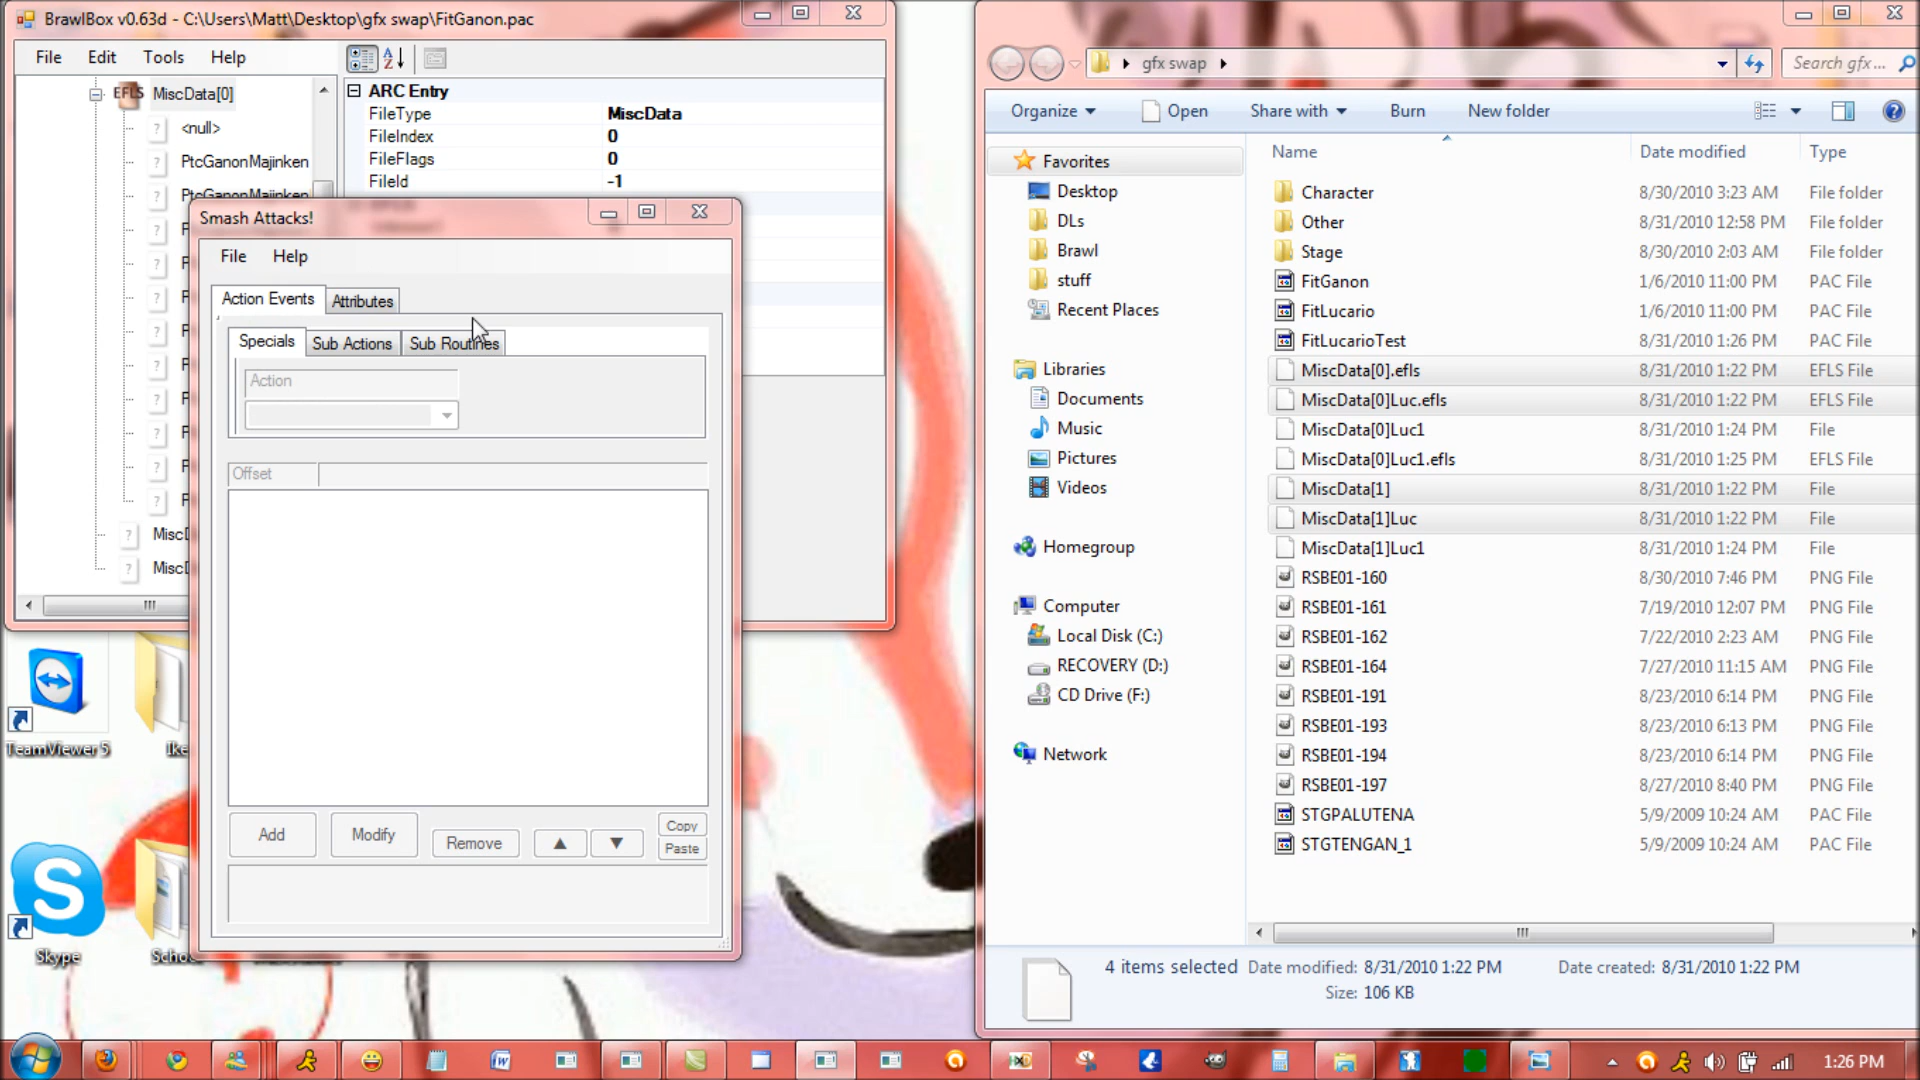 BrawlBox v0.63d - C:\Users\Matt\Desktop\gfx swap\FitGanon.pac
File Edit Tools Help
EFLS MiscData[0]
<null>
PtcGanonMajinken
PtcGanonMajinken
ARC Entry
FileType MiscData
FileIndex 0
FileFlags 0
FileId -1
Smash Attacks!
File Help
Action Events Attributes
Specials Sub Actions Sub Routines
Action
Offset
Add Modify Remove ▲ ▼ Copy
Paste
TeamViewer 5
Ike
Skype
gfx swap
Search gfx ...
Organize Open Share with Burn New folder
Favorites
Desktop
DLs
Brawl
stuff
Recent Places
Libraries
Documents
Music
Pictures
Videos
Homegroup
Computer
Local Disk (C:)
RECOVERY (D:)
CD Drive (F:)
Network
Name Date modified Type
Character 8/30/2010 3:23 AM File folder
Other 8/31/2010 12:58 PM File folder
Stage 8/30/2010 2:03 AM File folder
FitGanon 1/6/2010 11:00 PM PAC File
FitLucario 1/6/2010 11:00 PM PAC File
FitLucarioTest 8/31/2010 1:26 PM PAC File
MiscData[0].efls 8/31/2010 1:22 PM EFLS File
MiscData[0]Luc.efls 8/31/2010 1:22 PM EFLS File
MiscData[0]Luc1 8/31/2010 1:24 PM File
MiscData[0]Luc1.efls 8/31/2010 1:25 PM EFLS File
MiscData[1] 8/31/2010 1:22 PM File
MiscData[1]Luc 8/31/2010 1:22 PM File
MiscData[1]Luc1 8/31/2010 1:24 PM File
RSBE01-160 8/30/2010 7:46 PM PNG File
RSBE01-161 7/19/2010 12:07 PM PNG File
RSBE01-162 7/22/2010 2:23 AM PNG File
RSBE01-164 7/27/2010 11:15 AM PNG File
RSBE01-191 8/23/2010 6:14 PM PNG File
RSBE01-193 8/23/2010 6:13 PM PNG File
RSBE01-194 8/23/2010 6:14 PM PNG File
RSBE01-197 8/27/2010 8:40 PM PNG File
STGPALUTENA 5/9/2009 10:24 AM PAC File
STGTENGAN_1 5/9/2009 10:24 AM PAC File
4 items selected Date modified: 8/31/2010 1:22 PM Date created: 8/31/2010 1:22 PM
Size: 106 KB
1:26 PM